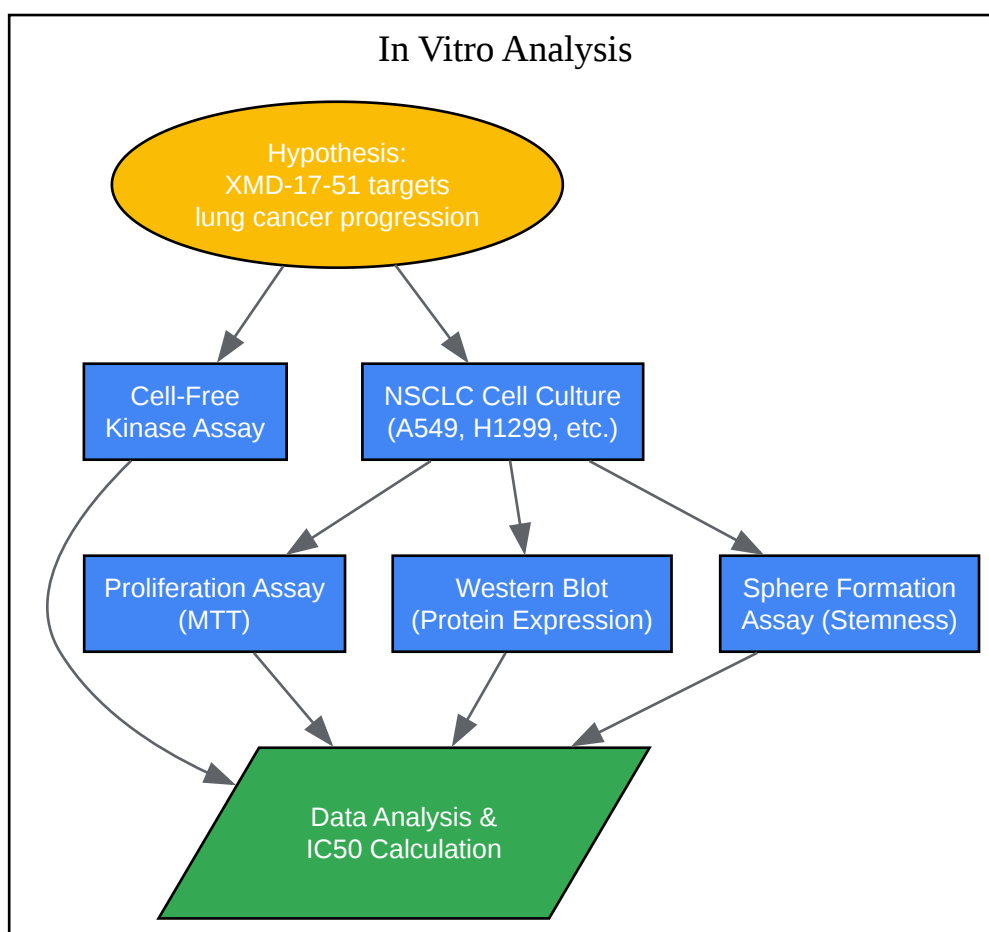 In Vitro Analysis
Hypothesis:
XMD-17-51 targets
lung cancer progression
Cell-Free
Kinase Assay
NSCLC Cell Culture
(A549, H1299, etc.)
Proliferation Assay
(MTT)
Western Blot
(Protein Expression)
Sphere Formation
Assay (Stemness)
Data Analysis &
IC50 Calculation